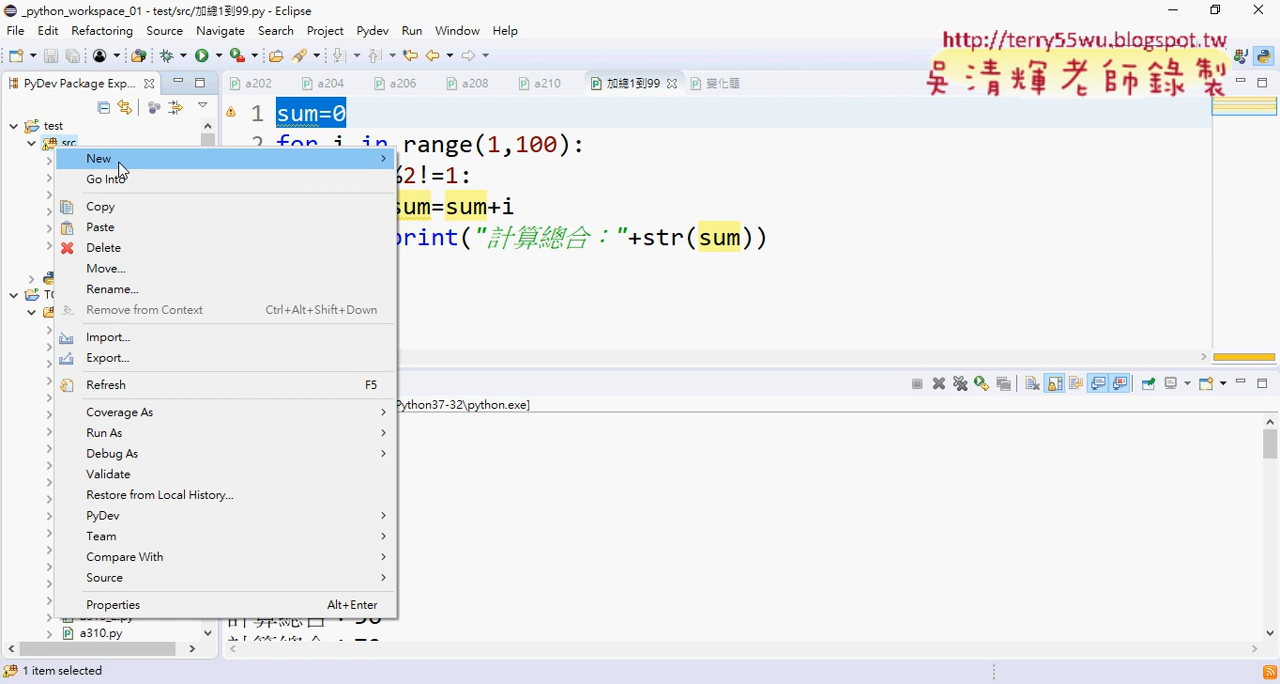 _python_workspace_01 - test/src/加總1到99.py - Eclipse
File Edit Refactoring Source Navigate Search Project Pydev Run Window Help
http://terry55wu.blogspot.tw
吳清輝老師錄製
PyDev Package Exp...
a202 a204 a206 a208 a210 加總1到99 變化題
test
src
1 sum=0
2 for i in range(1,100):
%2!=1:
sum=sum+i
print("計算總合："+str(sum))
New
Go Into
Copy
Paste
Delete
Move...
Rename...
Remove from Context Ctrl+Alt+Shift+Down
Import...
Export...
Refresh F5
Coverage As
Run As
Debug As
Validate
Restore from Local History...
PyDev
Team
Compare With
Source
Properties Alt+Enter
Python37-32\python.exe]
a310.py
1 item selected